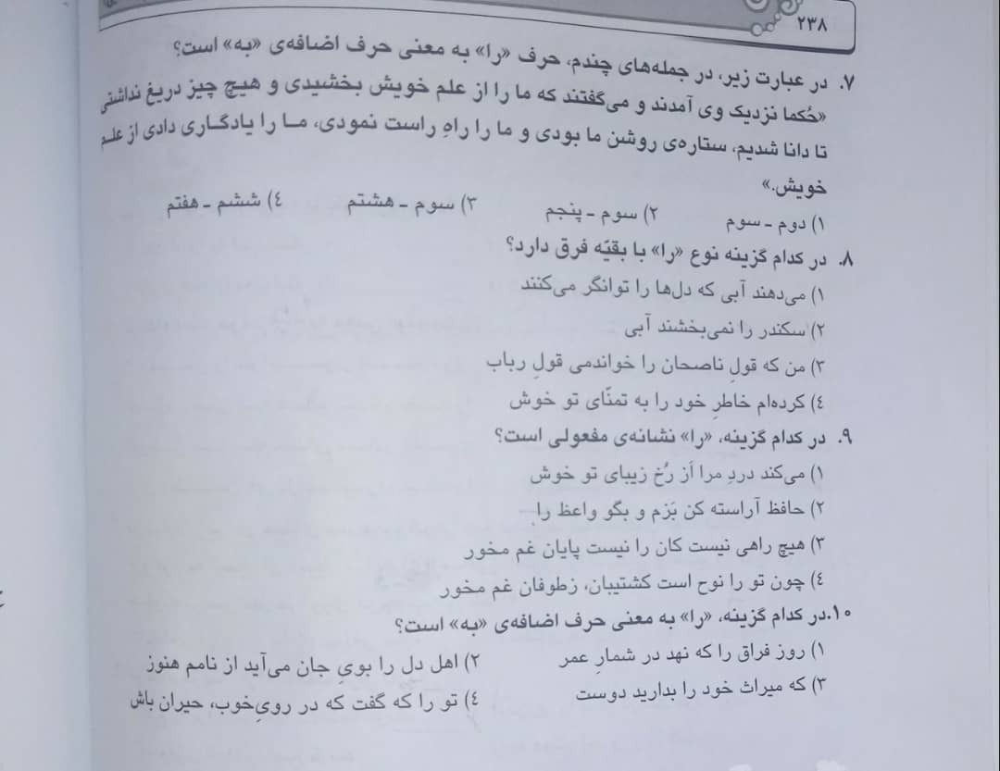 ۲۳۸
۷. در عبارت زیر، در جمله‌های چندم، حرف «را» به معنی حرف اضافه‌ی «به» است؟
«حُکما نزدیک وی آمدند و می‌گفتند که ما را از علم خویش بخشیدی و هیچ چیز دریغ نداشتی
تا دانا شدیم، ستاره‌ی روشن ما بودی و ما را راهِ راست نمودی، ما را یادگاری دادی از علم
خویش.»
۱) دوم ـ سوم ۲) سوم ـ پنجم ۳) سوم ـ هشتم ٤) ششم ـ هفتم
۸. در کدام گزینه نوع «را» با بقیّه فرق دارد؟
۱) می‌دهند آبی که دل‌ها را توانگر می‌کنند
۲) سکندر را نمی‌بخشند آبی
۳) من که قولِ ناصحان را خواندمی قولِ رباب
٤) کرده‌ام خاطرِ خود را به تمنّای تو خوش
۹. در کدام گزینه، «را» نشانه‌ی مفعولی است؟
۱) می‌کند دردِ مرا از رُخ زیبای تو خوش
۲) حافظ آراسته کن بَزم و بگو واعظ را
۳) هیچ راهی نیست کان را نیست پایان غم مخور
٤) چون تو را نوح است کشتیبان، زطوفان غم مخور
۱۰.در کدام گزینه، «را» به معنی حرف اضافه‌ی «به» است؟
۱) روز فراق را که نهد در شمارِ عمر ۲) اهل دل را بویِ جان می‌آید از نامم هنوز
۳) که میراث خود را بدارید دوست ٤) تو را که گفت که در رویِ‌خوب، حیران باش